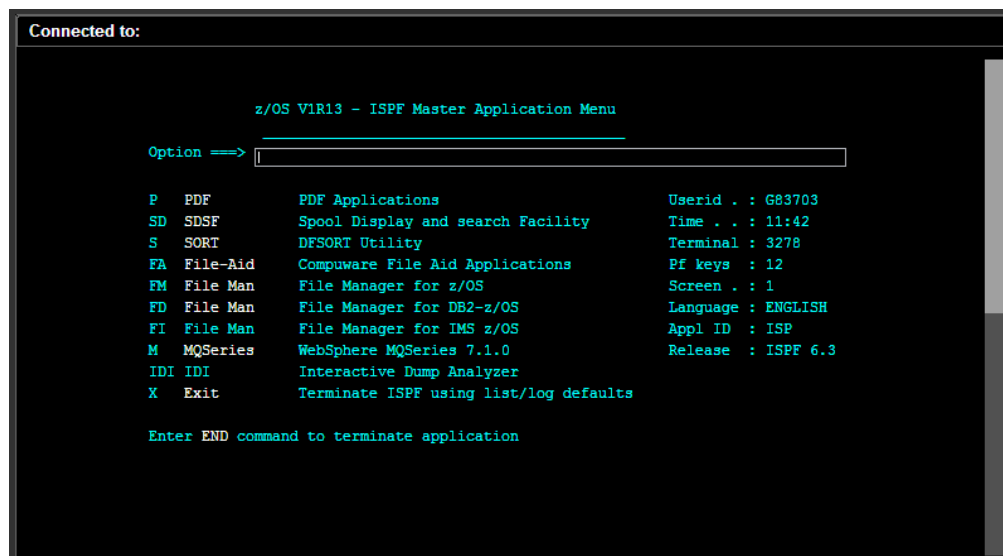 Connected to:
z/OS V1R13 - ISPF Master Application Menu
Option ===>
P PDF PDF Applications Userid . : G83703
SD SDSF Spool Display and search Facility Time . . : 11:42
S SORT DFSORT Utility Terminal : 3278
FA File-Aid Compuware File Aid Applications Pf keys : 12
FM File Man File Manager for z/OS Screen . : 1
FD File Man File Manager for DB2-z/OS Language : ENGLISH
FI File Man File Manager for IMS z/OS Appl ID : ISP
M MQSeries WebSphere MQSeries 7.1.0 Release : ISPF 6.3
IDI IDI Interactive Dump Analyzer
X Exit Terminate ISPF using list/log defaults
Enter END command to terminate application